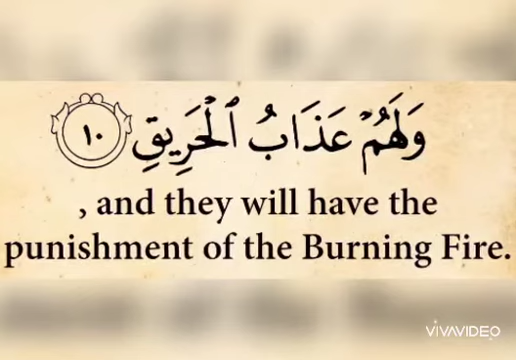 وَلَهُمْ عَذَابُ ٱلْحَرِيقِ ١٠
, and they will have the
punishment of the Burning Fire.
VIVAVIDEO